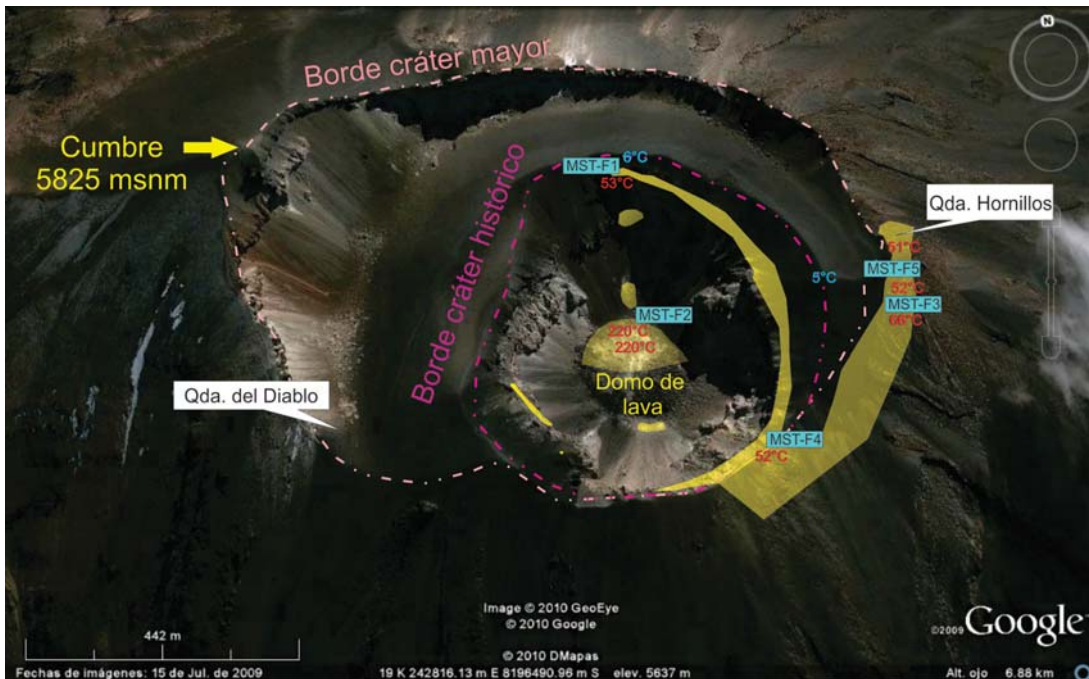 Borde cráter mayor
N
Cumbre
5825 msnm
Borde cráter histórico
MST-F1
6°C
53°C
Qda. Hornillos
51°C
MST-F5
5°C
52°C
MST-F3
66°C
MST-F2
220°C
220°C
Domo de
lava
Qda. del Diablo
MST-F4
52°C
Image © 2010 GeoEye
© 2010 Google
©2009 Google
442 m
© 2010 DMapas
Fechas de imágenes: 15 de Jul. de 2009
19 K 242816.13 m E 8196490.96 m S elev. 5637 m
Alt. ojo 6.88 km